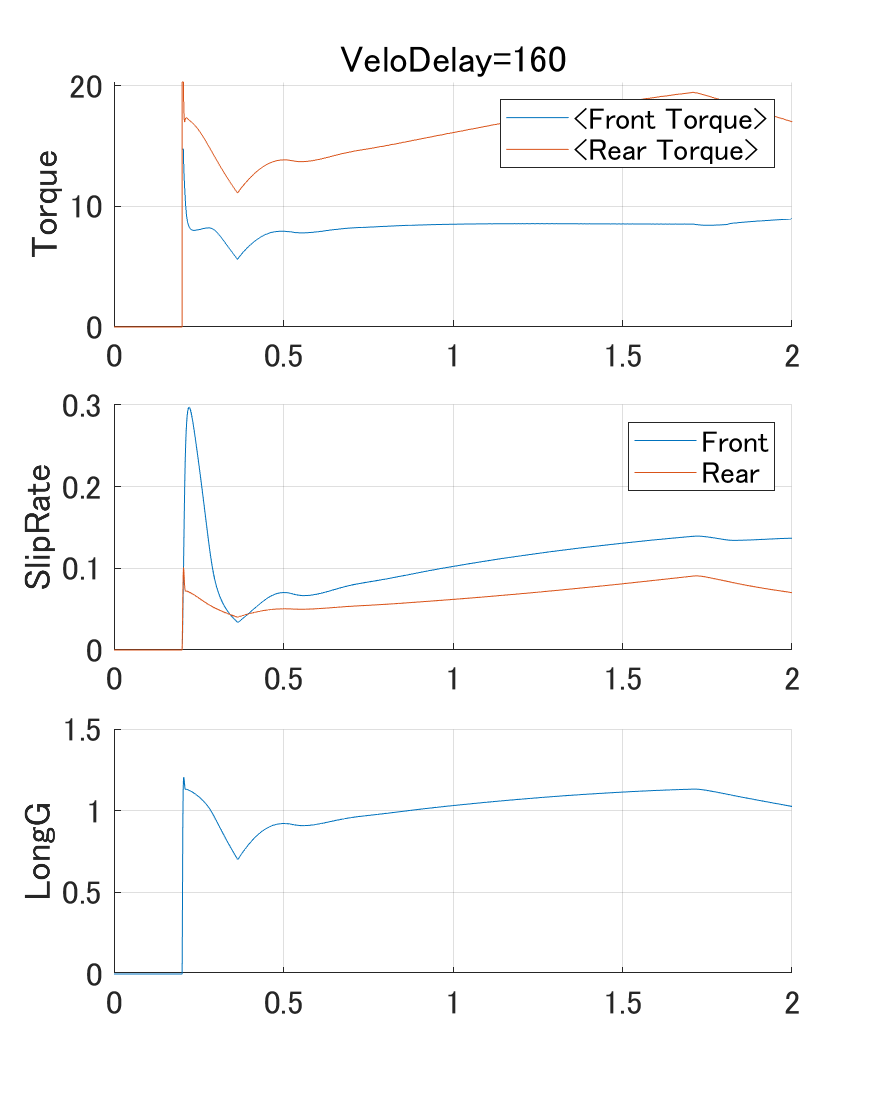 VeloDelay=160
20
10
0
Torque
<Front Torque>
<Rear Torque>
0 0.5 1 1.5 2
0.3
0.2
0.1
0
SlipRate
Front
Rear
0 0.5 1 1.5 2
1.5
1
0.5
0
LongG
0 0.5 1 1.5 2